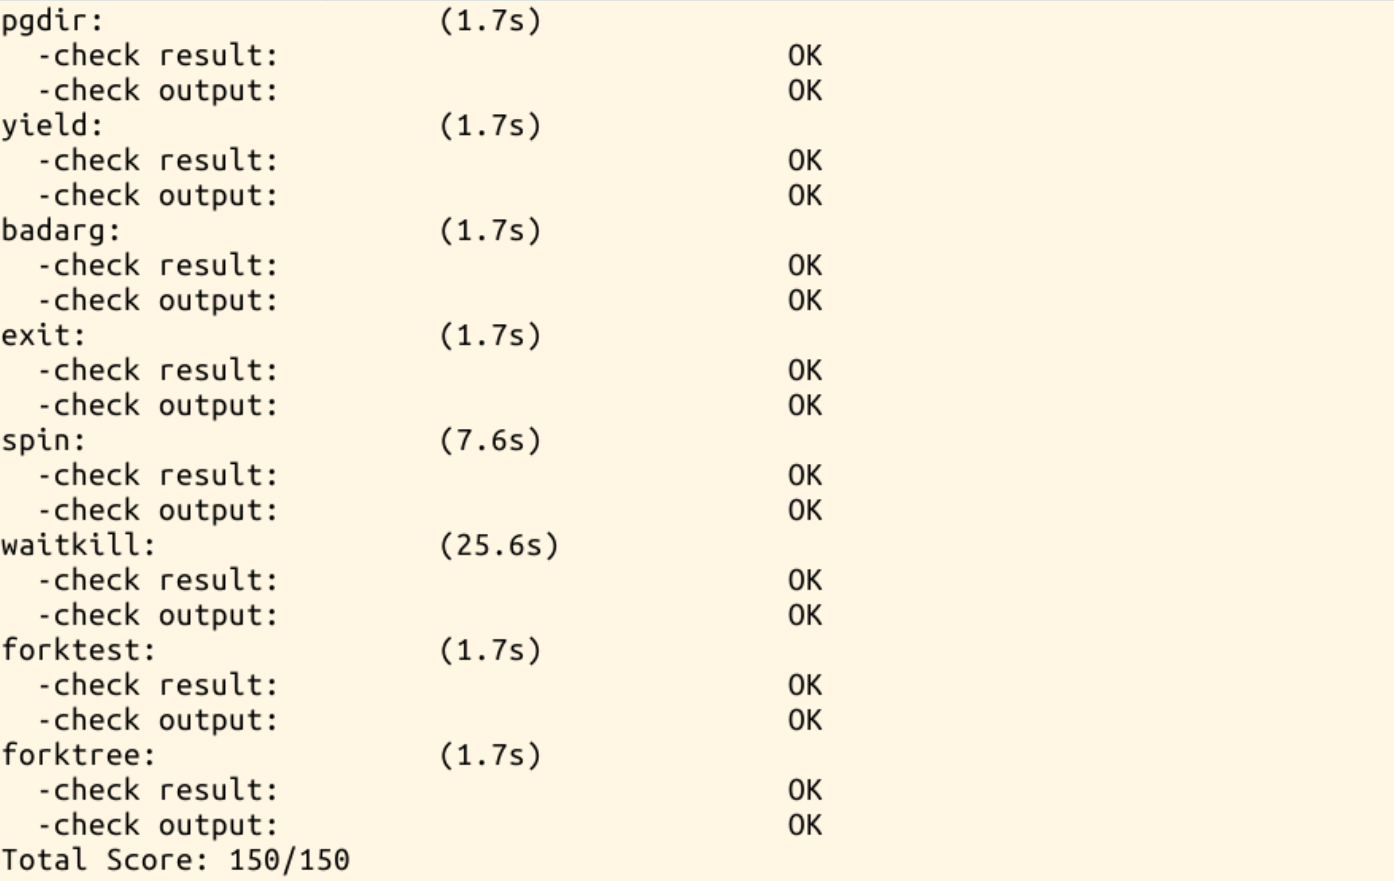 pgdir:                   (1.7s)
  -check result:                             OK
  -check output:                             OK
yield:                   (1.7s)
  -check result:                             OK
  -check output:                             OK
badarg:                  (1.7s)
  -check result:                             OK
  -check output:                             OK
exit:                    (1.7s)
  -check result:                             OK
  -check output:                             OK
spin:                    (7.6s)
  -check result:                             OK
  -check output:                             OK
waitkill:                (25.6s)
  -check result:                             OK
  -check output:                             OK
forktest:                (1.7s)
  -check result:                             OK
  -check output:                             OK
forktree:                (1.7s)
  -check result:                             OK
  -check output:                             OK
Total Score: 150/150